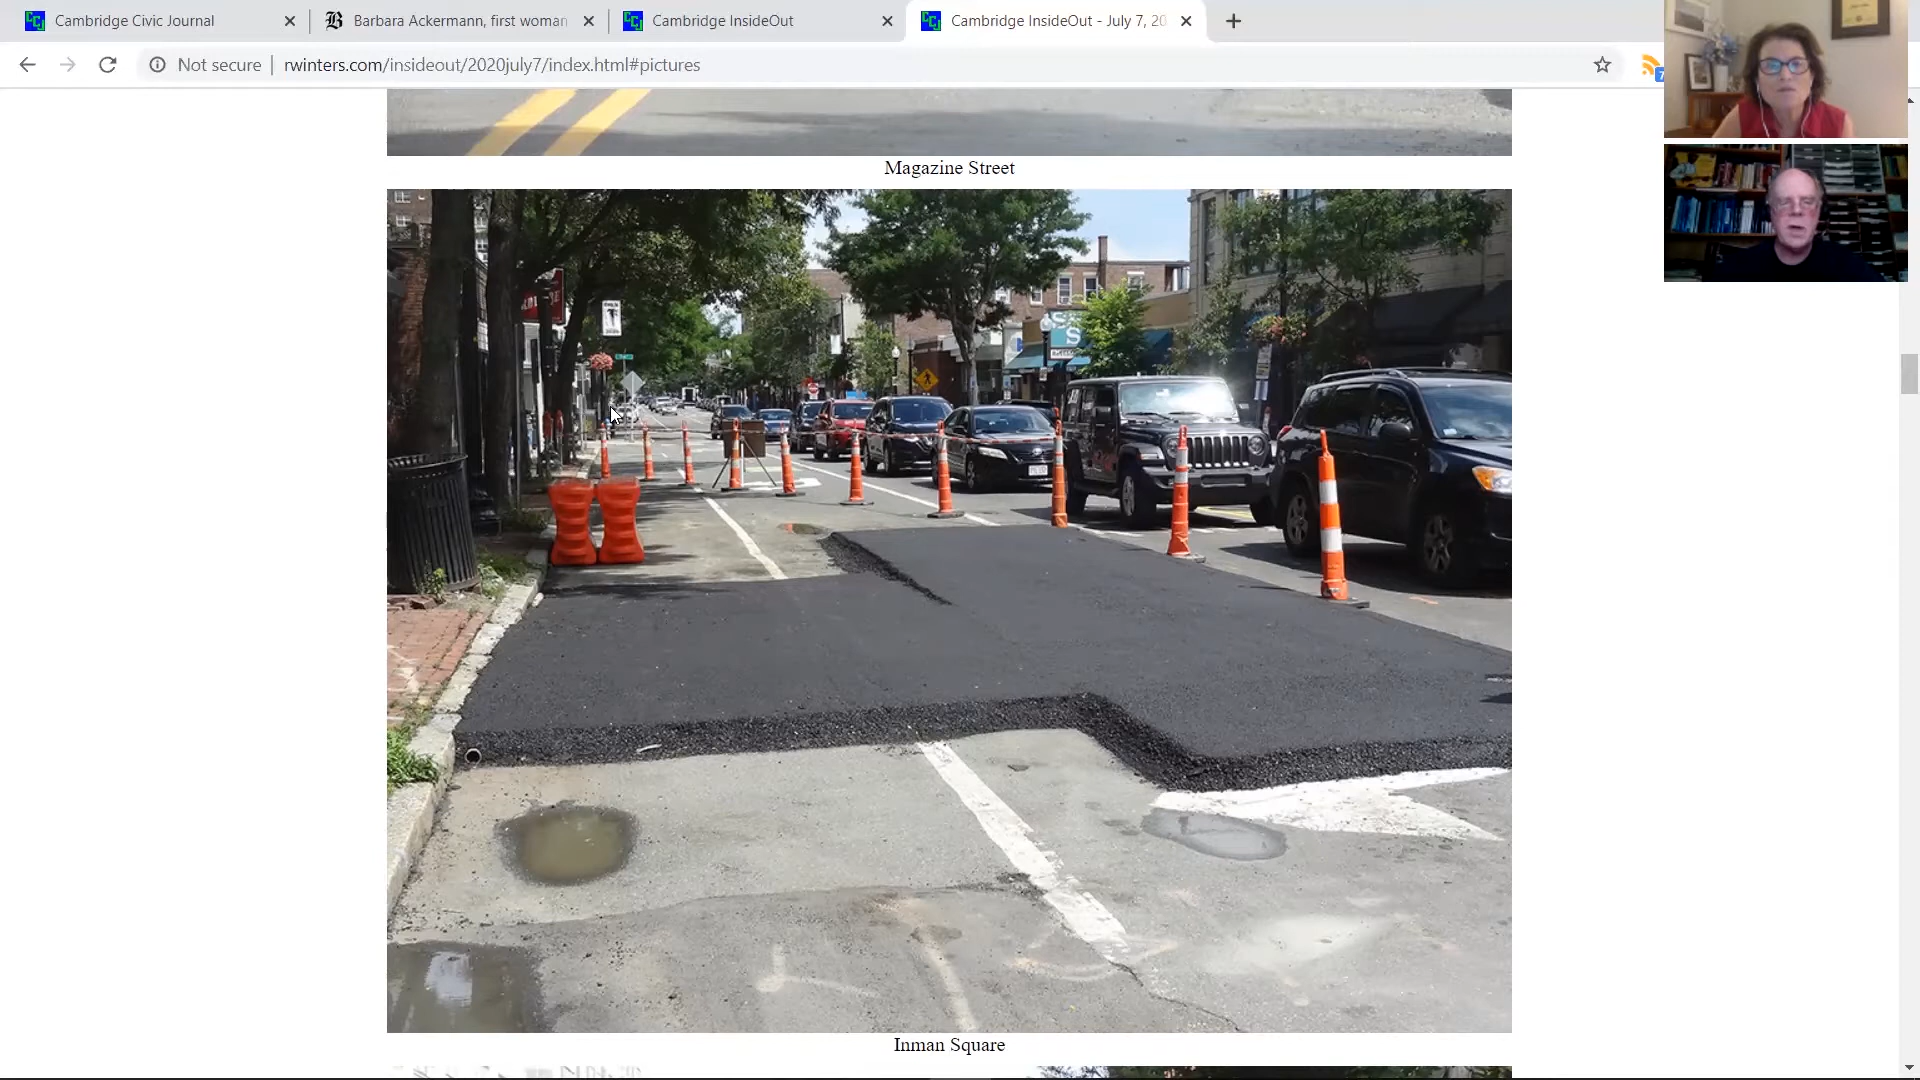 Cambridge Civic Journal
Barbara Ackermann, first woman
Cambridge InsideOut
Cambridge InsideOut - July 7, 20
Not secure
rwinters.com/insideout/2020july7/index.html#pictures
Magazine Street
Inman Square